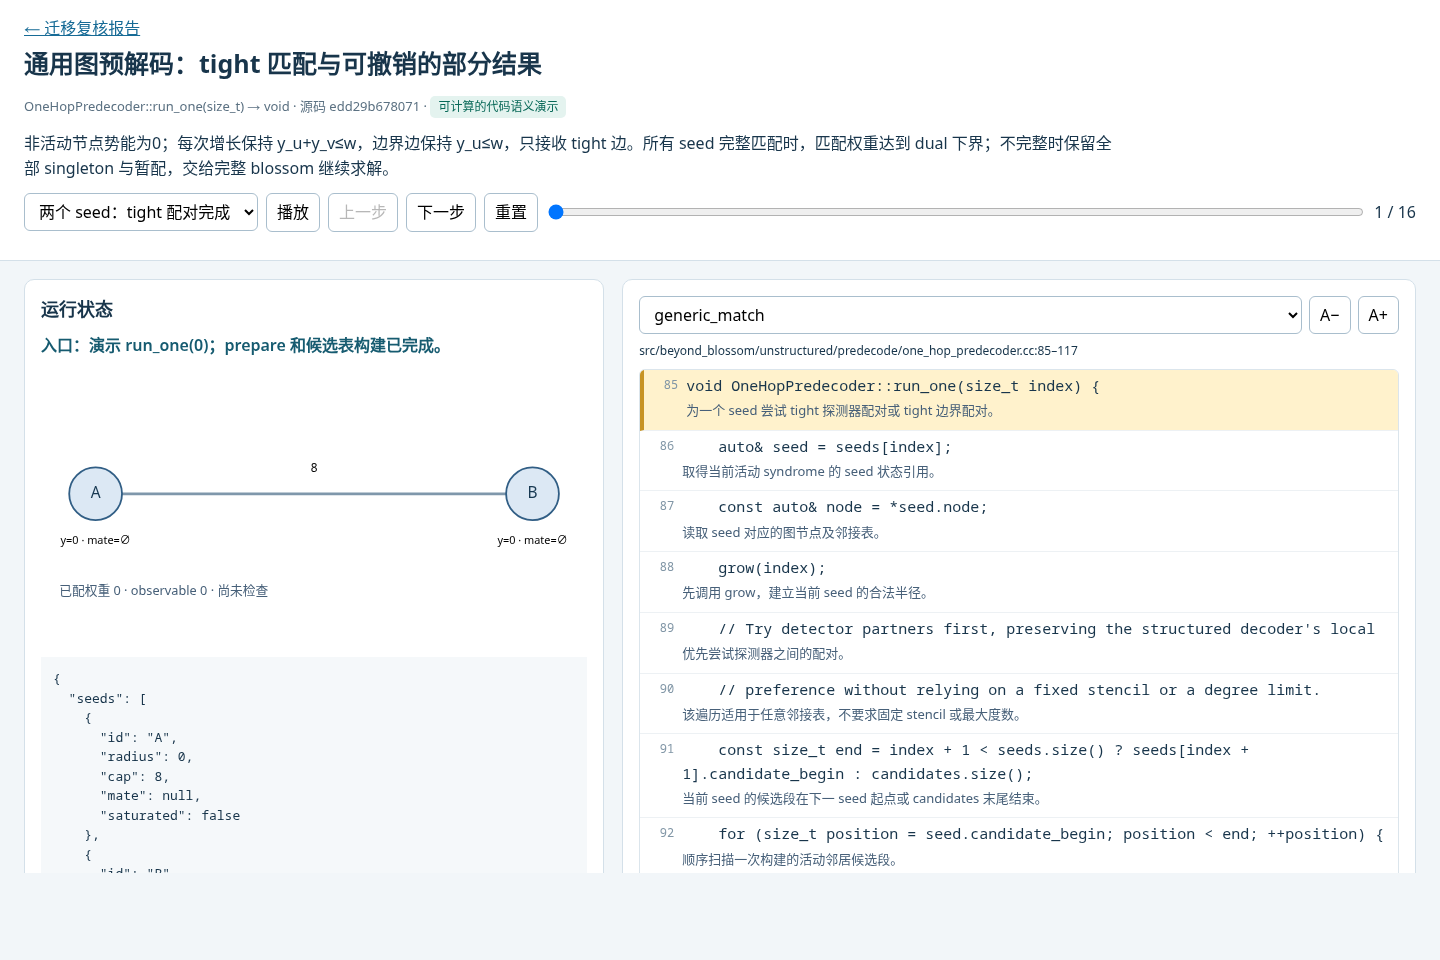 ← 迁移复核报告
通用图预解码：tight 匹配与可撤销的部分结果
OneHopPredecoder::run_one(size_t) → void · 源码 edd29b678071 · 可计算的代码语义演示
非活动节点势能为0；每次增长保持 y_u+y_v≤w，边界边保持 y_u≤w，只接收 tight 边。所有 seed 完整匹配时，匹配权重达到 dual 下界；不完整时保留全
部 singleton 与暂配，交给完整 blossom 继续求解。
两个 seed：tight 配对完成 播放 上一步 下一步 重置 1 / 16
运行状态
入口：演示 run_one(0)；prepare 和候选表构建已完成。
8
A
B
y=0 · mate=∅
y=0 · mate=∅
已配权重 0 · observable 0 · 尚未检查
{
"seeds": [
{
"id": "A",
"radius": 0,
"cap": 8,
"mate": null,
"saturated": false
},
{
"id": "B",
generic_match A− A+
src/beyond_blossom/unstructured/predecode/one_hop_predecoder.cc:85–117
85 void OneHopPredecoder::run_one(size_t index) {
为一个 seed 尝试 tight 探测器配对或 tight 边界配对。
86 auto& seed = seeds[index];
取得当前活动 syndrome 的 seed 状态引用。
87 const auto& node = *seed.node;
读取 seed 对应的图节点及邻接表。
88 grow(index);
先调用 grow，建立当前 seed 的合法半径。
89 // Try detector partners first, preserving the structured decoder's local
优先尝试探测器之间的配对。
90 // preference without relying on a fixed stencil or a degree limit.
该遍历适用于任意邻接表，不要求固定 stencil 或最大度数。
91 const size_t end = index + 1 < seeds.size() ? seeds[index +
1].candidate_begin : candidates.size();
当前 seed 的候选段在下一 seed 起点或 candidates 末尾结束。
92 for (size_t position = seed.candidate_begin; position < end; ++position) {
顺序扫描一次构建的活动邻居候选段。